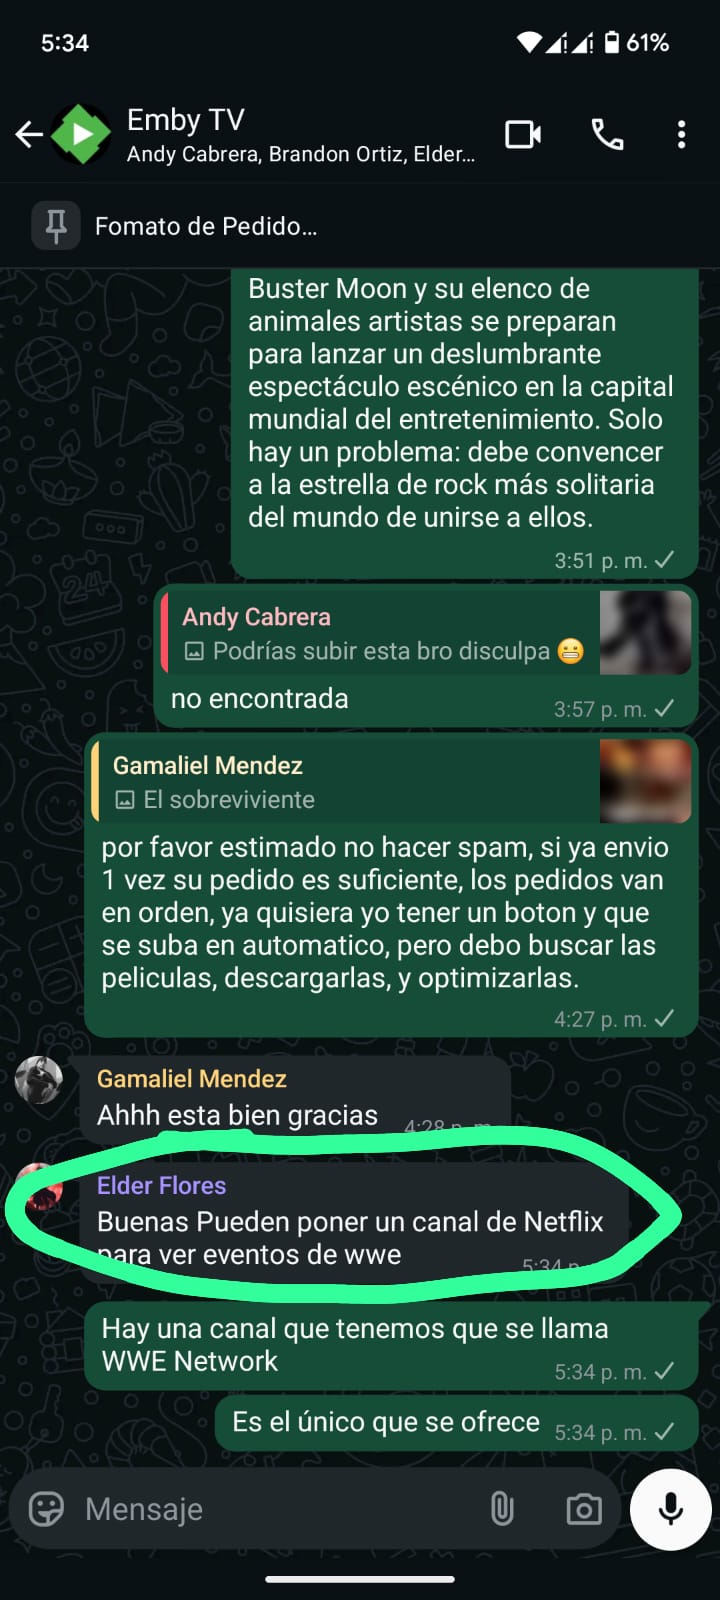 5:34
61%
Emby TV
Andy Cabrera, Brandon Ortiz, Elder...
Fomato de Pedido...
Buster Moon y su elenco de
animales artistas se preparan
para lanzar un deslumbrante
espectáculo escénico en la capital
mundial del entretenimiento. Solo
hay un problema: debe convencer
a la estrella de rock más solitaria
del mundo de unirse a ellos.
3:51 p. m.
Andy Cabrera
Podrías subir esta bro disculpa 😬
no encontrada
3:57 p. m.
Gamaliel Mendez
El sobreviviente
por favor estimado no hacer spam, si ya envio
1 vez su pedido es suficiente, los pedidos van
en orden, ya quisiera yo tener un boton y que
se suba en automatico, pero debo buscar las
peliculas, descargarlas, y optimizarlas.
4:27 p. m.
Gamaliel Mendez
Ahhh esta bien gracias
4:28 p. m.
Elder Flores
Buenas Pueden poner un canal de Netflix
para ver eventos de wwe
5:34 p.
Hay una canal que tenemos que se llama
WWE Network
5:34 p. m.
Es el único que se ofrece
5:34 p. m.
Mensaje